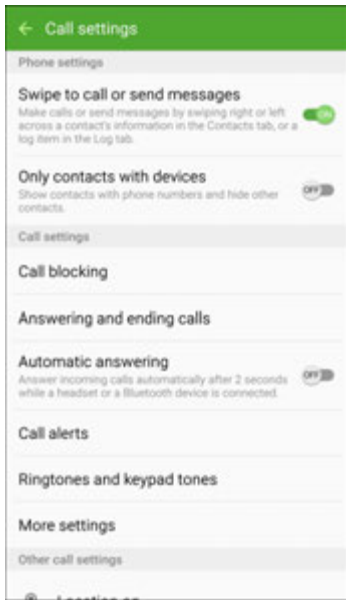 Call settings
Phone settings
Swipe to call or send messages
Make calls or send messages by swiping right or left
across a contact's information in the Contacts tab, or a
log item in the Log tab.
ON
Only contacts with devices
Show contacts with phone numbers and hide other
contacts.
OFF
Call settings
Call blocking
Answering and ending calls
Automatic answering
Answer incoming calls automatically after 2 seconds
while a headset or a Bluetooth device is connected.
OFF
Call alerts
Ringtones and keypad tones
More settings
Other call settings